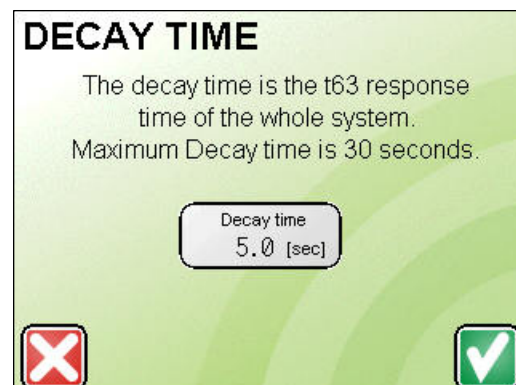 DECAY TIME
The decay time is the t63 response
time of the whole system.
Maximum Decay time is 30 seconds.
Decay time
5.0 [sec]